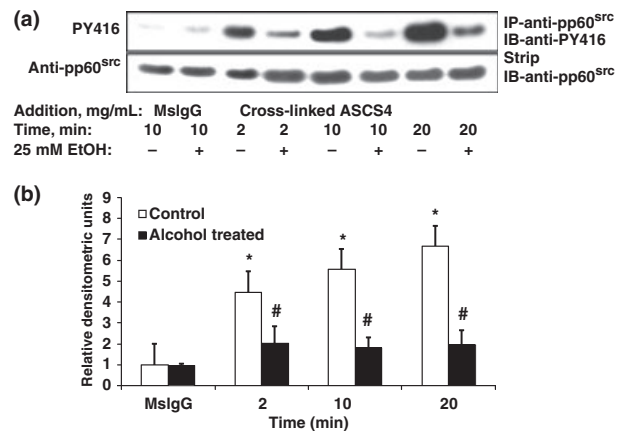 (a)
PY416
IP-anti-pp60src
IB-anti-PY416
Strip
Anti-pp60src
IB-anti-pp60src
Addition, mg/mL: MsIgG Cross-linked ASCS4
Time, min: 10 10 2 2 10 10 20 20
25 mM EtOH: – + – + – + – +
(b)
Relative densitometric units
9
8
7
6
5
4
3
2
1
0
Control
Alcohol treated
* * *
# # #
MsIgG 2 10 20
Time (min)